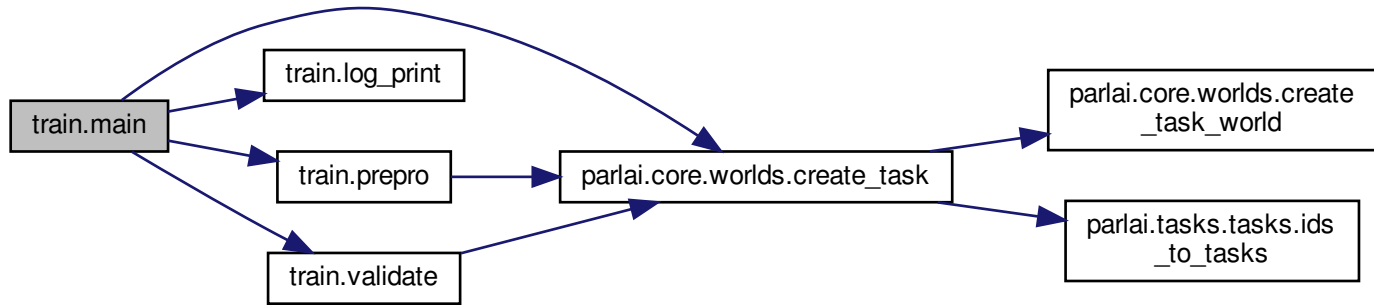 train.main
train.log_print
train.prepro
train.validate
parlai.core.worlds.create_task
parlai.core.worlds.create
_task_world
parlai.tasks.tasks.ids
_to_tasks